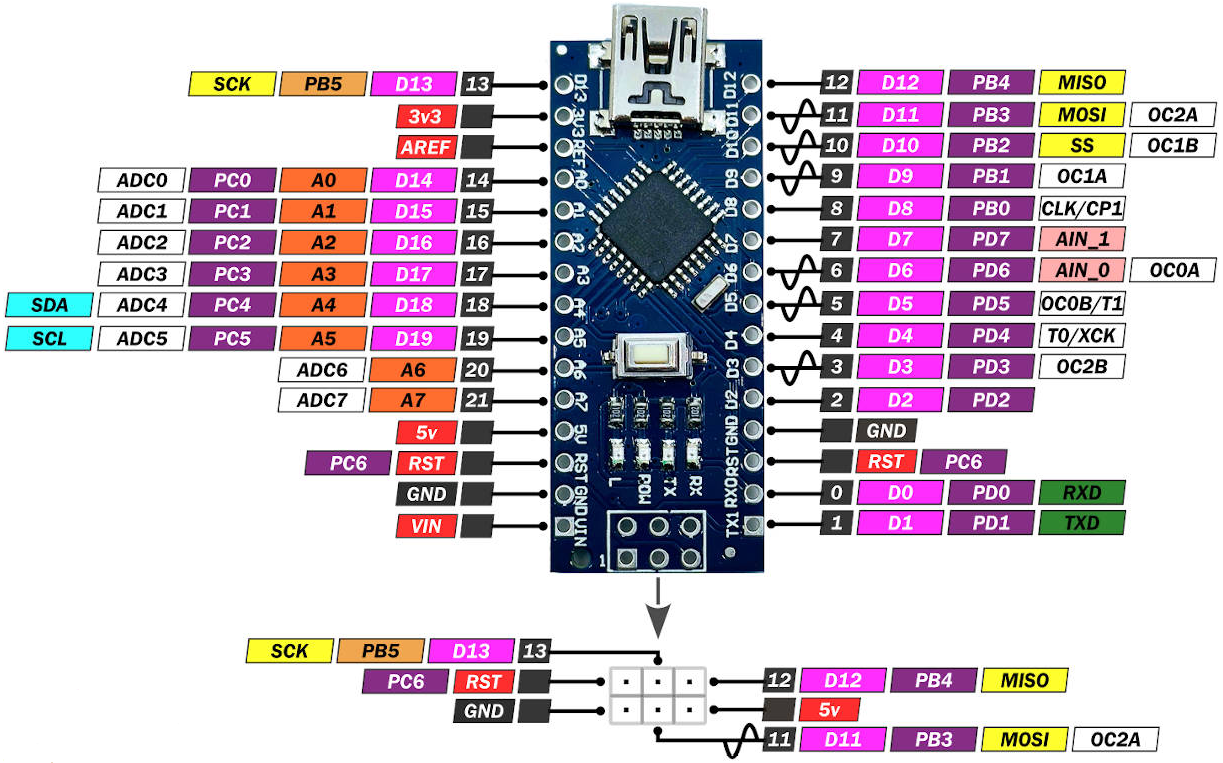 SCK PB5 D13 13
3v3
AREF
ADC0 PC0 A0 D14 14
ADC1 PC1 A1 D15 15
ADC2 PC2 A2 D16 16
ADC3 PC3 A3 D17 17
SDA ADC4 PC4 A4 D18 18
SCL ADC5 PC5 A5 D19 19
ADC6 A6 20
ADC7 A7 21
5v
PC6 RST
GND
VIN
D13
3V3
REF
A0
A1
A2
A3
A4
A5
A6
A7
5V
RST
GND
VIN
L
POW
TX
RX
1
D12
D11
D10
D9
D8
D7
D6
D5
D4
D3
D2
GND
RST
RX0
TX1
12 D12 PB4 MISO
11 D11 PB3 MOSI OC2A
10 D10 PB2 SS OC1B
9 D9 PB1 OC1A
8 D8 PB0 CLK/CP1
7 D7 PD7 AIN_1
6 D6 PD6 AIN_0 OC0A
5 D5 PD5 OC0B/T1
4 D4 PD4 T0/XCK
3 D3 PD3 OC2B
2 D2 PD2
GND
RST PC6
0 D0 PD0 RXD
1 D1 PD1 TXD
SCK PB5 D13 13
PC6 RST
GND
12 D12 PB4 MISO
5v
11 D11 PB3 MOSI OC2A